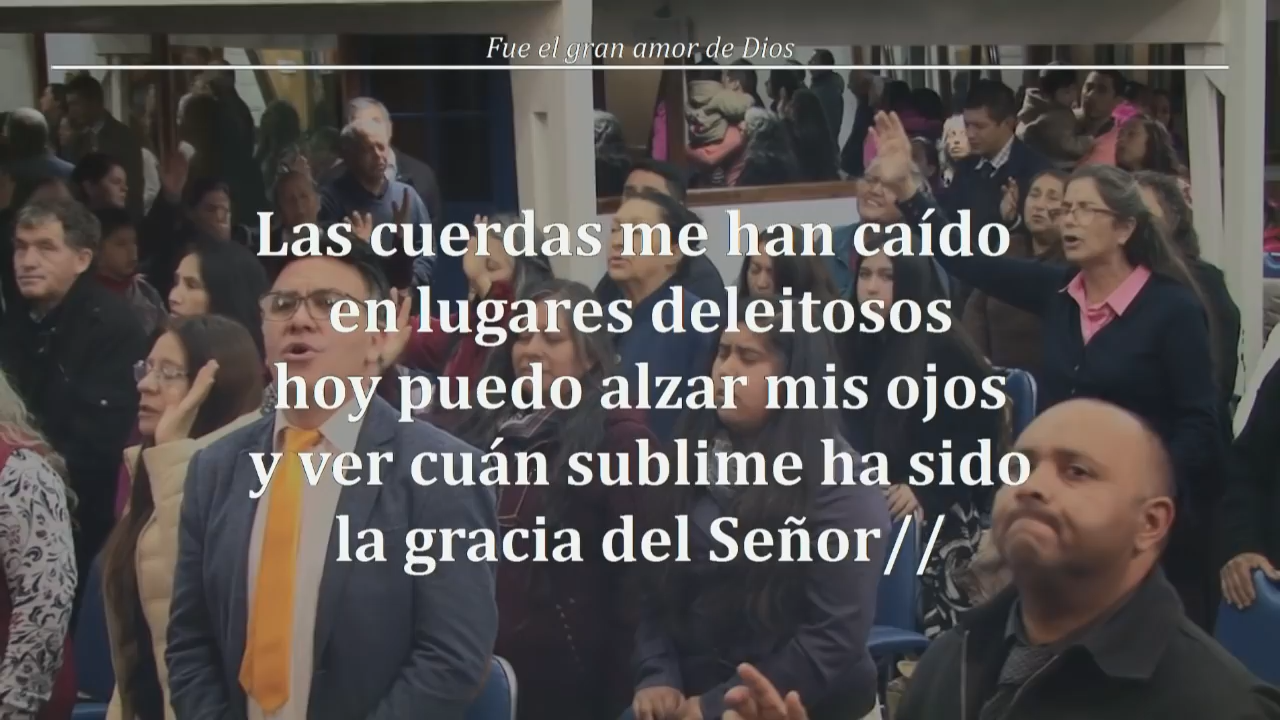 Fue el gran amor de Dios
Las cuerdas me han caído
en lugares deleitosos
hoy puedo alzar mis ojos
y ver cuán sublime ha sido
la gracia del Señor//